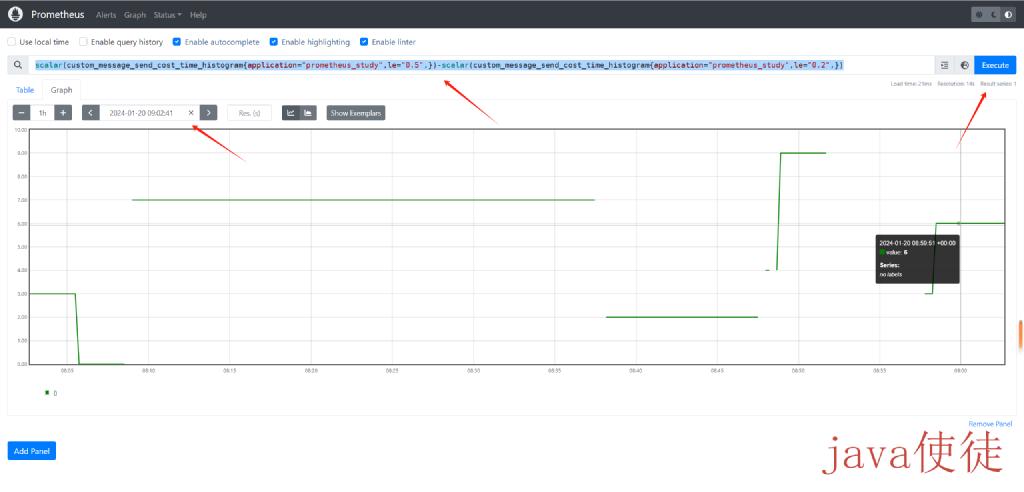 Prometheus Alerts Graph Status Help
Use local time Enable query history Enable autocomplete Enable highlighting Enable linter
scalar(custom_message_send_cost_time_histogram{application="prometheus_study",le="0.5",})-scalar(custom_message_send_cost_time_histogram{application="prometheus_study",le="0.2",})
Execute
Load time: 21ms Resolution: 14s Result series: 1
Table Graph
1h 2024-01-20 09:02:41 Res. (s) Show Exemplars
10.00
9.00
8.00
7.00
6.00
5.00
4.00
3.00
2.00
1.00
0.00
2024-01-20 08:59:51 +00:00
value: 6
Series:
no labels
08:05 08:10 08:15 08:20 08:25 08:30 08:35 08:40 08:45 08:50 08:55
{}
Remove Panel
Add Panel
java使徒